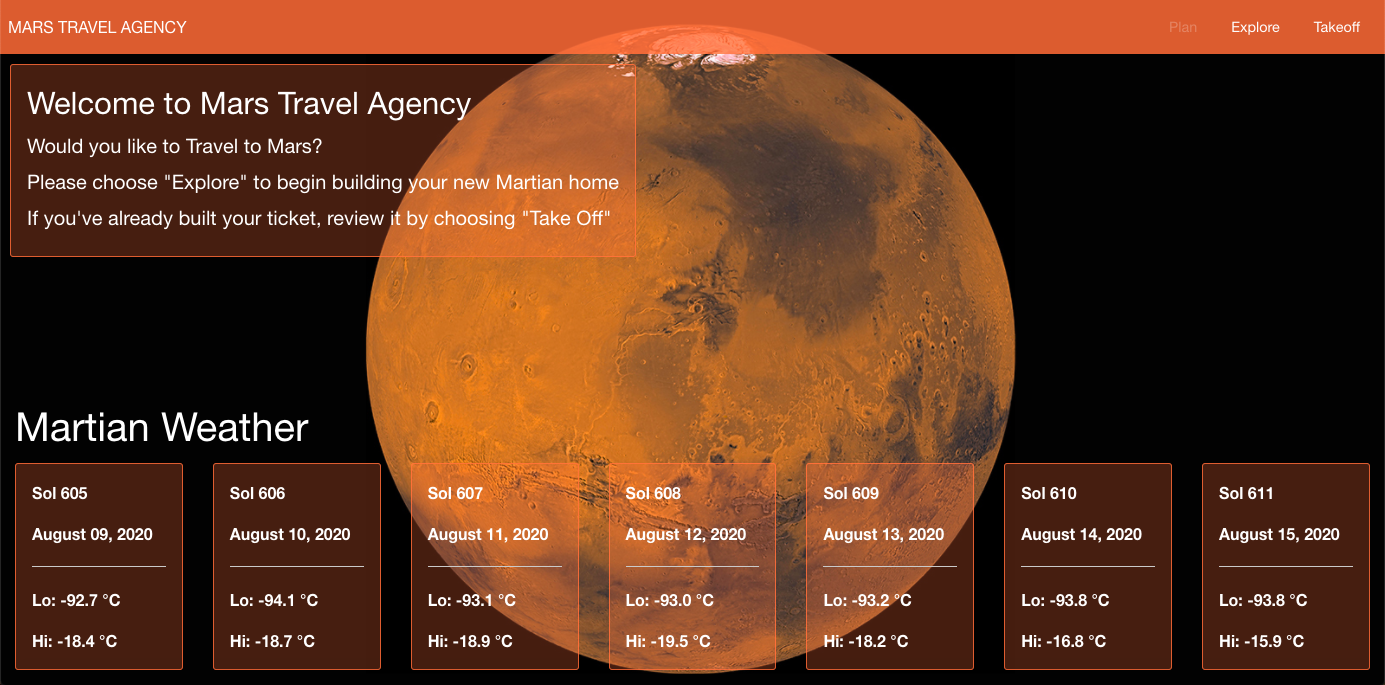 MARS TRAVEL AGENCY
Plan
Explore
Takeoff
Welcome to Mars Travel Agency
Would you like to Travel to Mars?
Please choose "Explore" to begin building your new Martian home
If you've already built your ticket, review it by choosing "Take Off"
Martian Weather
Sol 605
August 09, 2020
Lo: -92.7 °C
Hi: -18.4 °C
Sol 606
August 10, 2020
Lo: -94.1 °C
Hi: -18.7 °C
Sol 607
August 11, 2020
Lo: -93.1 °C
Hi: -18.9 °C
Sol 608
August 12, 2020
Lo: -93.0 °C
Hi: -19.5 °C
Sol 609
August 13, 2020
Lo: -93.2 °C
Hi: -18.2 °C
Sol 610
August 14, 2020
Lo: -93.8 °C
Hi: -16.8 °C
Sol 611
August 15, 2020
Lo: -93.8 °C
Hi: -15.9 °C